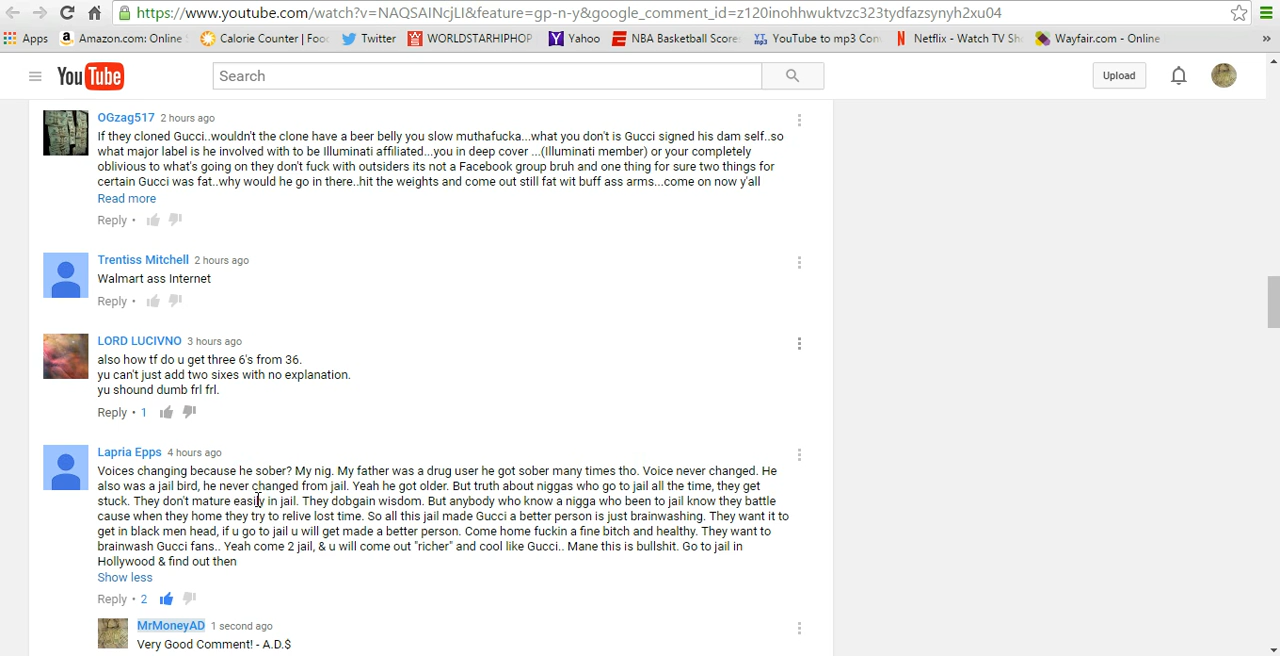 https://www.youtube.com/watch?v=NAQSAINcjLI&feature=gp-n-y&google_comment_id=z120inohhwuktvzc323tydfazsynyh2xu04
Apps Amazon.com: Online Calorie Counter | Foo Twitter WORLDSTARHIPHOP Yahoo NBA Basketball Score YouTube to mp3 Con Netflix - Watch TV Sh Wayfair.com - Online »
YouTube Search Upload
OGzag517 2 hours ago
If they cloned Gucci..wouldn't the clone have a beer belly you slow muthafucka...what you don't is Gucci signed his dam self..so
what major label is he involved with to be Illuminati affiliated...you in deep cover ...(Illuminati member) or your completely
oblivious to what's going on they don't fuck with outsiders its not a Facebook group bruh and one thing for sure two things for
certain Gucci was fat..why would he go in there..hit the weights and come out still fat wit buff ass arms...come on now y'all
Read more
Reply •
Trentiss Mitchell 2 hours ago
Walmart ass Internet
Reply •
LORD LUCIVNO 3 hours ago
also how tf do u get three 6's from 36.
yu can't just add two sixes with no explanation.
yu shound dumb frl frl.
Reply • 1
Lapria Epps 4 hours ago
Voices changing because he sober? My nig. My father was a drug user he got sober many times tho. Voice never changed. He
also was a jail bird, he never changed from jail. Yeah he got older. But truth about niggas who go to jail all the time, they get
stuck. They don't mature easily in jail. They dobgain wisdom. But anybody who know a nigga who been to jail know they battle
cause when they home they try to relive lost time. So all this jail made Gucci a better person is just brainwashing. They want it to
get in black men head, if u go to jail u will get made a better person. Come home fuckin a fine bitch and healthy. They want to
brainwash Gucci fans.. Yeah come 2 jail, & u will come out "richer" and cool like Gucci.. Mane this is bullshit. Go to jail in
Hollywood & find out then
Show less
Reply • 2
MrMoneyAD 1 second ago
Very Good Comment! - A.D.$